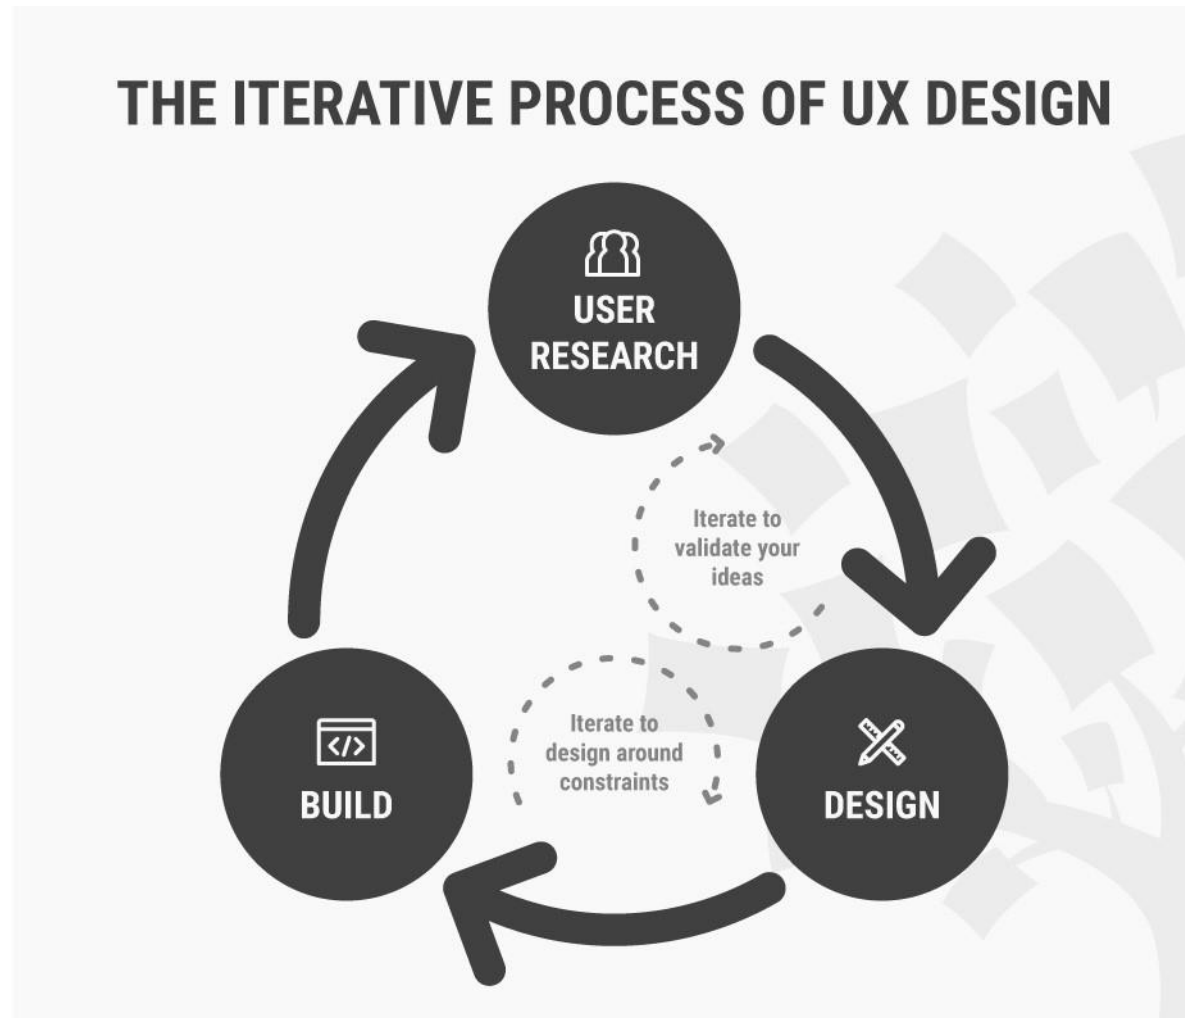 THE ITERATIVE PROCESS OF UX DESIGN
USER
RESEARCH
Iterate to
validate your
ideas
Iterate to
design around
constraints
</>
BUILD
DESIGN